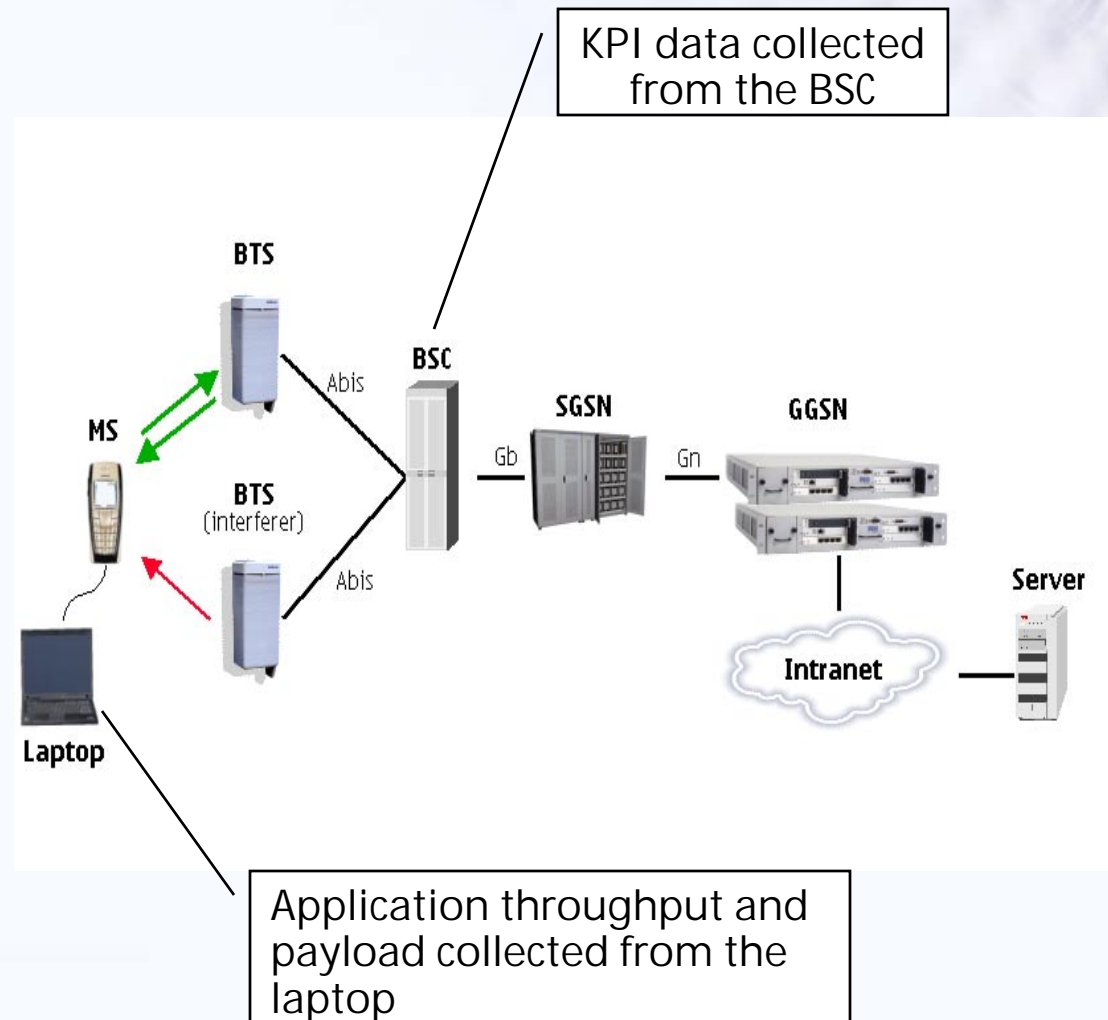 KPI data collected
from the BSC
BTS
BSC
Abis
SGSN
GGSN
MS
Gb
Gn
BTS
(interferer)
Abis
Server
Intranet
Laptop
Application throughput and
payload collected from the
laptop